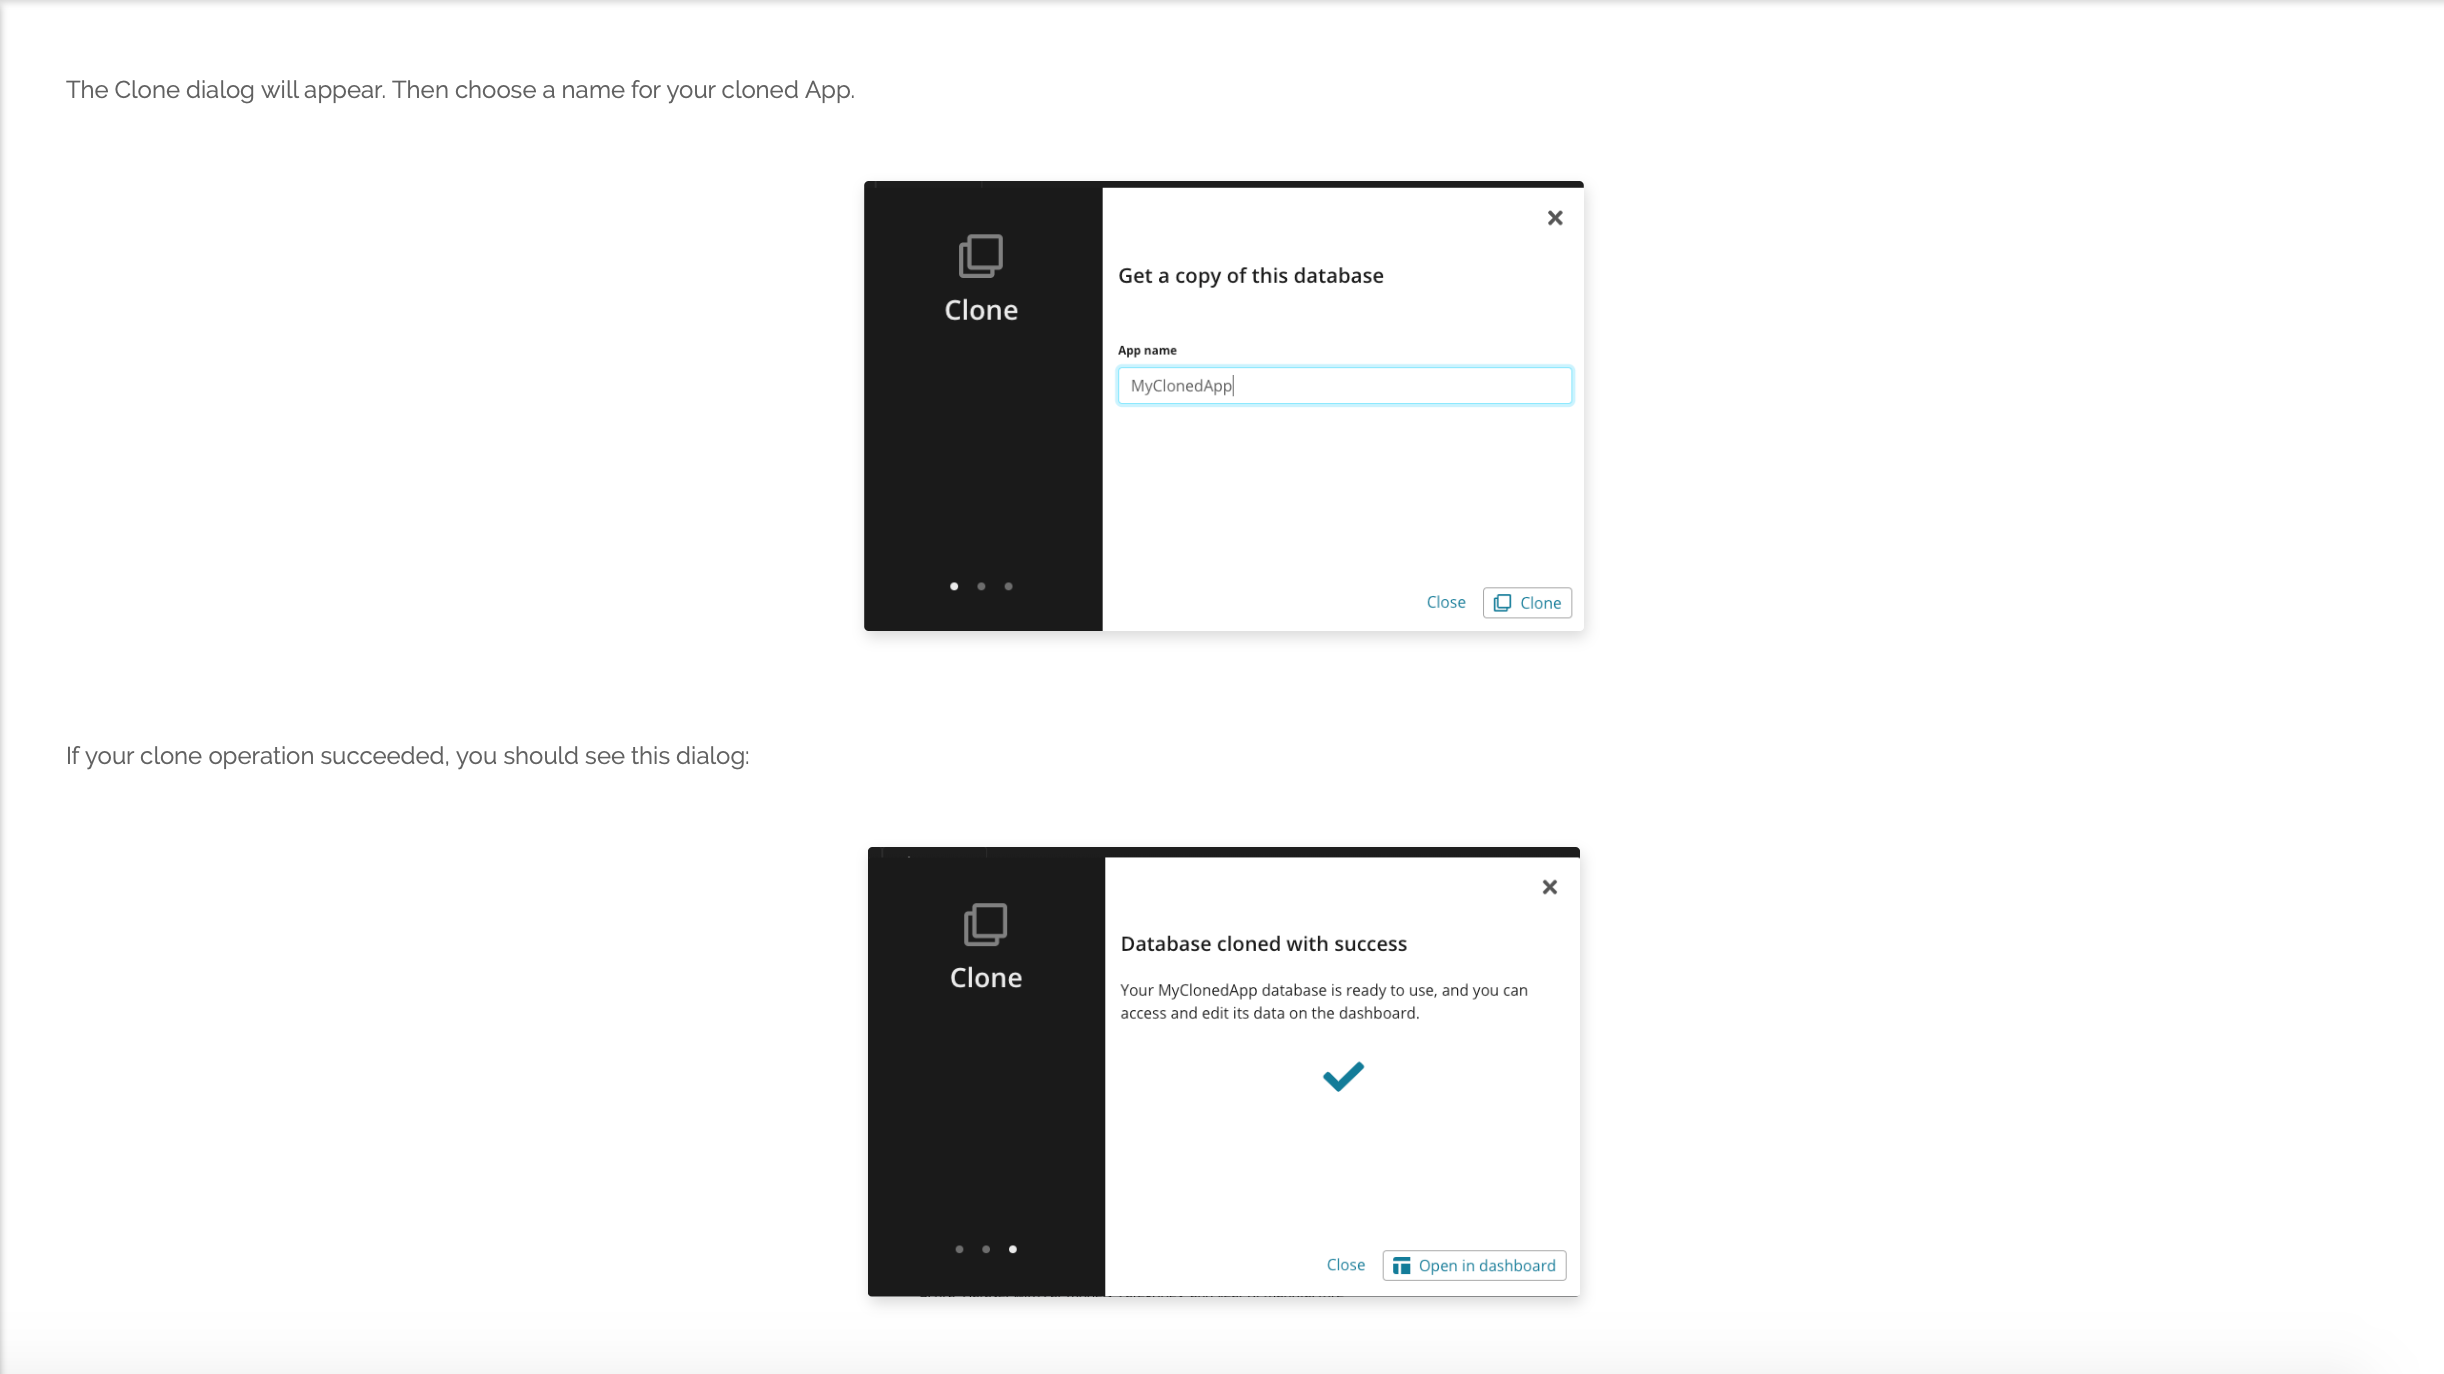 The Clone dialog will appear. Then choose a name for your cloned App.
Clone
Get a copy of this database
App name
MyClonedApp
Close
Clone
If your clone operation succeeded, you should see this dialog:
Clone
Database cloned with success
Your MyClonedApp database is ready to use, and you can
access and edit its data on the dashboard.
Close
Open in dashboard